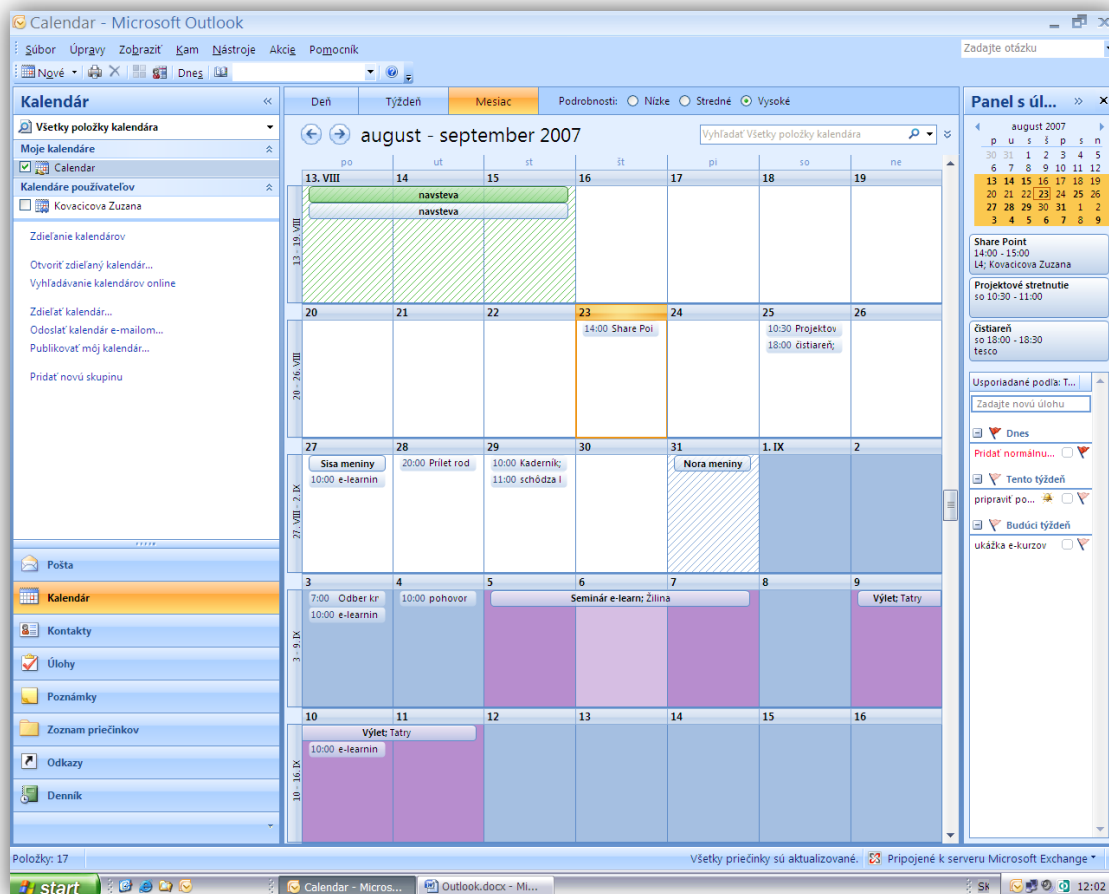 Calendar - Microsoft Outlook
Súbor Úpravy Zobraziť Kam Nástroje Akcie Pomocník
Zadajte otázku
Nové Dnes
Kalendár «
Všetky položky kalendára
Moje kalendáre
Calendar
Kalendáre používateľov
Kovacicova Zuzana
Zdieľanie kalendárov
Otvoriť zdieľaný kalendár...
Vyhľadávanie kalendárov online
Zdieľať kalendár...
Odoslať kalendár e-mailom...
Publikovať môj kalendár...
Pridať novú skupinu
Pošta
Kalendár
Kontakty
Úlohy
Poznámky
Zoznam priečinkov
Odkazy
Denník
Deň Týždeň Mesiac Podrobnosti: Nízke Stredné Vysoké
august - september 2007
Vyhľadať Všetky položky kalendára
po ut st št pi so ne
13 - 19. VIII
13. VIII 14 15 16 17 18 19
navsteva
navsteva
20 - 26. VIII
20 21 22 23 24 25 26
14:00 Share Poi 10:30 Projektov
18:00 čistiareň;
27. VIII - 2. IX
27 28 29 30 31 1. IX 2
Sisa meniny 20:00 Prílet rod 10:00 Kaderník; Nora meniny
10:00 e-learnin 11:00 schôdza l
3 - 9. IX
3 4 5 6 7 8 9
7:00 Odber kr 10:00 pohovor Seminár e-learn; Žilina Výlet; Tatry
10:00 e-learnin
10 - 16. IX
10 11 12 13 14 15 16
Výlet; Tatry
10:00 e-learnin
Panel s úl... »
august 2007
p u s š p s n
30 31 1 2 3 4 5
6 7 8 9 10 11 12
13 14 15 16 17 18 19
20 21 22 23 24 25 26
27 28 29 30 31 1 2
3 4 5 6 7 8 9
Share Point
14:00 - 15:00
L4; Kovacicova Zuzana
Projektové stretnutie
so 10:30 - 11:00
čistiareň
so 18:00 - 18:30
tesco
Usporiadané podľa: T...
Zadajte novú úlohu
Dnes
Pridať normálnu...
Tento týždeň
pripraviť po...
Budúci týždeň
ukážka e-kurzov
Položky: 17
Všetky priečinky sú aktualizované. Pripojené k serveru Microsoft Exchange
start Calendar - Micros... Outlook.docx - Mi... SK 12:02